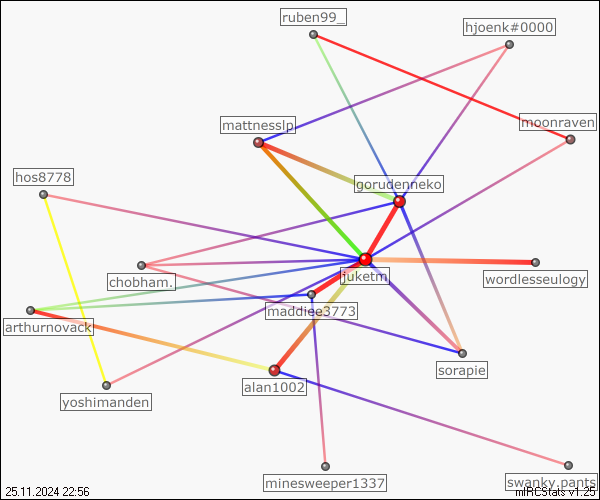 ruben99_
hjoenk#0000
moonraven
mattnesslp
hos8778
gorudenneko
juketm
chobham.
wordlesseulogy
maddiee3773
arthurnovack
sorapie
alan1002
yoshimanden
minesweeper1337
swanky.pants
25.11.2024 22:56
mIRCStats v1.25